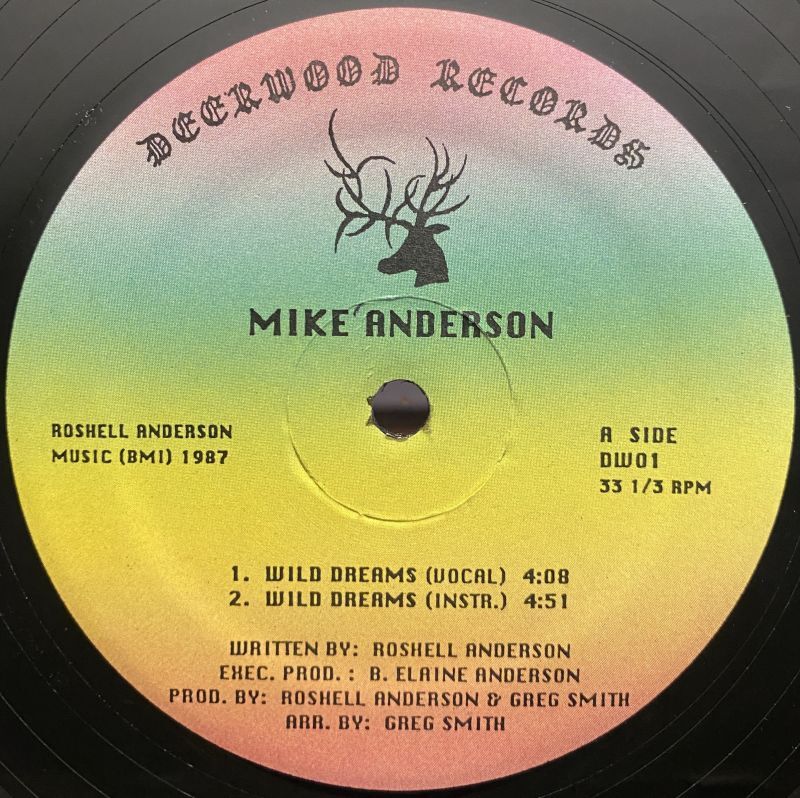 DEERWOOD RECORDS
MIKE ANDERSON
ROSHELL ANDERSON
MUSIC (BMI) 1987
A SIDE
DW01
33 1/3 RPM
1. WILD DREAMS (VOCAL) 4:08
2. WILD DREAMS (INSTR.) 4:51
WRITTEN BY: ROSHELL ANDERSON
EXEC. PROD. : B. ELAINE ANDERSON
PROD. BY: ROSHELL ANDERSON & GREG SMITH
ARR. BY: GREG SMITH